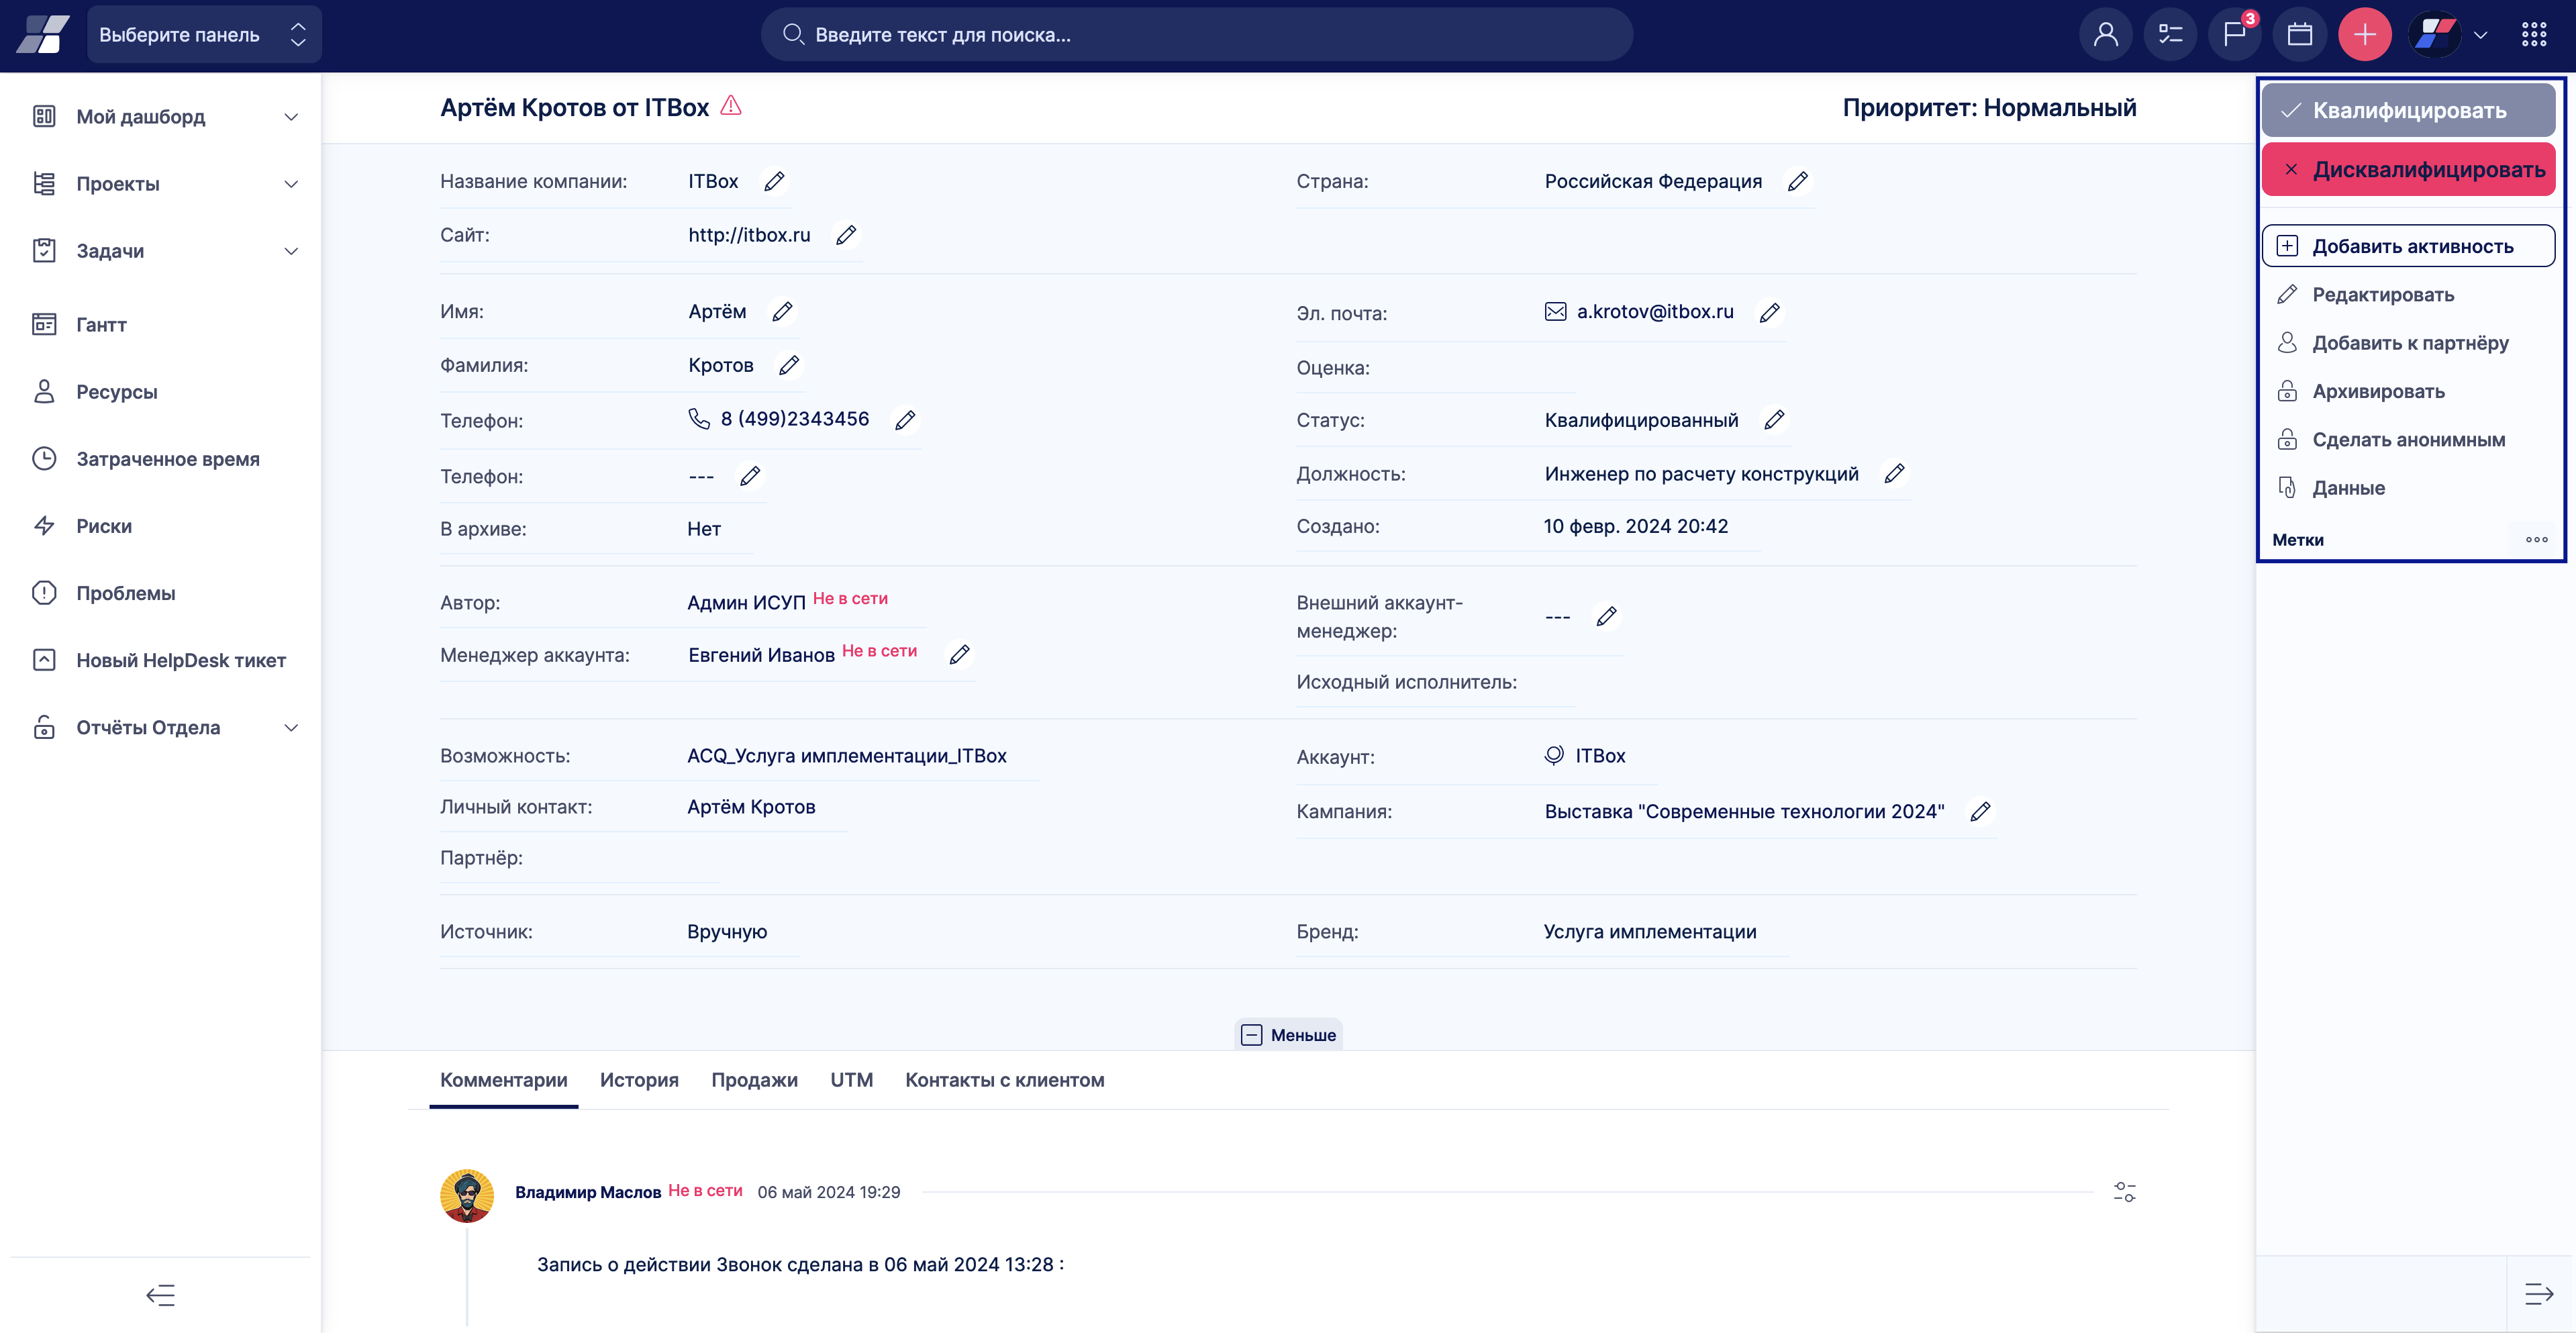 Выберите панель
Введите текст для поиска...
3
Мой дашборд
Проекты
Задачи
Гантт
Ресурсы
Затраченное время
Риски
Проблемы
Новый HelpDesk тикет
Отчёты Отдела
Артём Кротов от ITBox
Приоритет: Нормальный
Название компании: ITBox
Страна: Российская Федерация
Сайт: http://itbox.ru
Имя: Артём
Эл. почта: a.krotov@itbox.ru
Фамилия: Кротов
Оценка:
Телефон: 8 (499)2343456
Статус: Квалифицированный
Телефон: ---
Должность: Инженер по расчету конструкций
В архиве: Нет
Создано: 10 февр. 2024 20:42
Автор: Админ ИСУП Не в сети
Внешний аккаунт-
менеджер: ---
Менеджер аккаунта: Евгений Иванов Не в сети
Исходный исполнитель:
Возможность: ACQ_Услуга имплементации_ITBox
Аккаунт: ITBox
Личный контакт: Артём Кротов
Кампания: Выставка "Современные технологии 2024"
Партнёр:
Источник: Вручную
Бренд: Услуга имплементации
Меньше
Комментарии История Продажи UTM Контакты с клиентом
Владимир Маслов Не в сети 06 май 2024 19:29
Запись о действии Звонок сделана в 06 май 2024 13:28 :
Квалифицировать
Дисквалифицировать
Добавить активность
Редактировать
Добавить к партнёру
Архивировать
Сделать анонимным
Данные
Метки